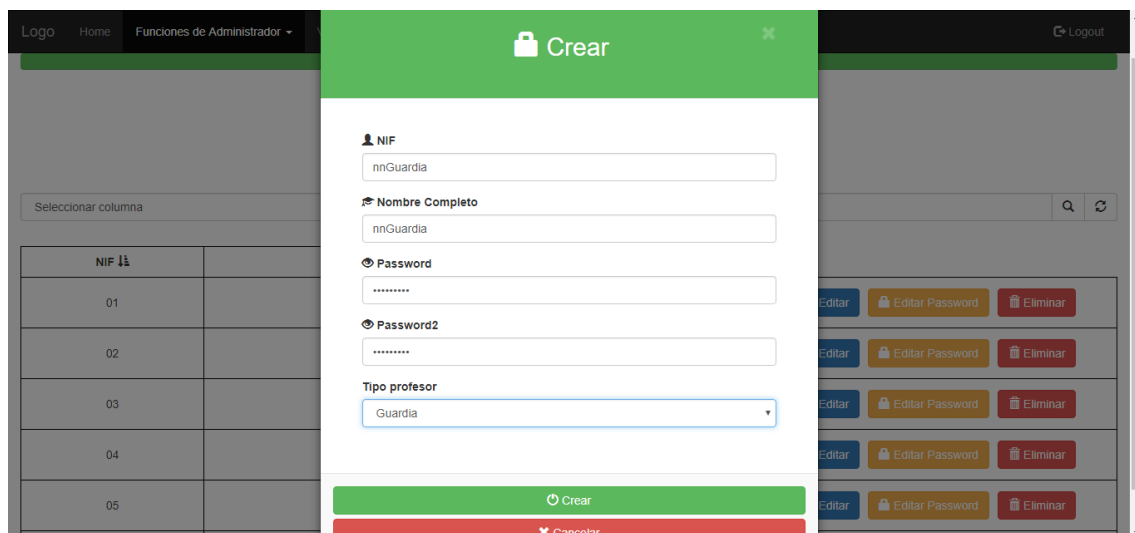 Logo Home Funciones de Administrador Logout
Crear
NIF
nnGuardia
Nombre Completo
nnGuardia
Password
•••••••••
Password2
•••••••••
Tipo profesor
Guardia
Crear
Cancelar
Seleccionar columna
NIF
01 Editar Editar Password Eliminar
02 Editar Editar Password Eliminar
03 Editar Editar Password Eliminar
04 Editar Editar Password Eliminar
05 Editar Editar Password Eliminar